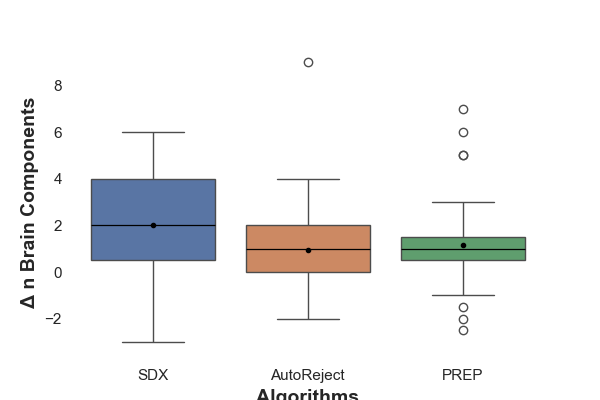 Δ n Brain Components
8
6
4
2
0
−2
SDX
AutoReject
PREP
Algorithms